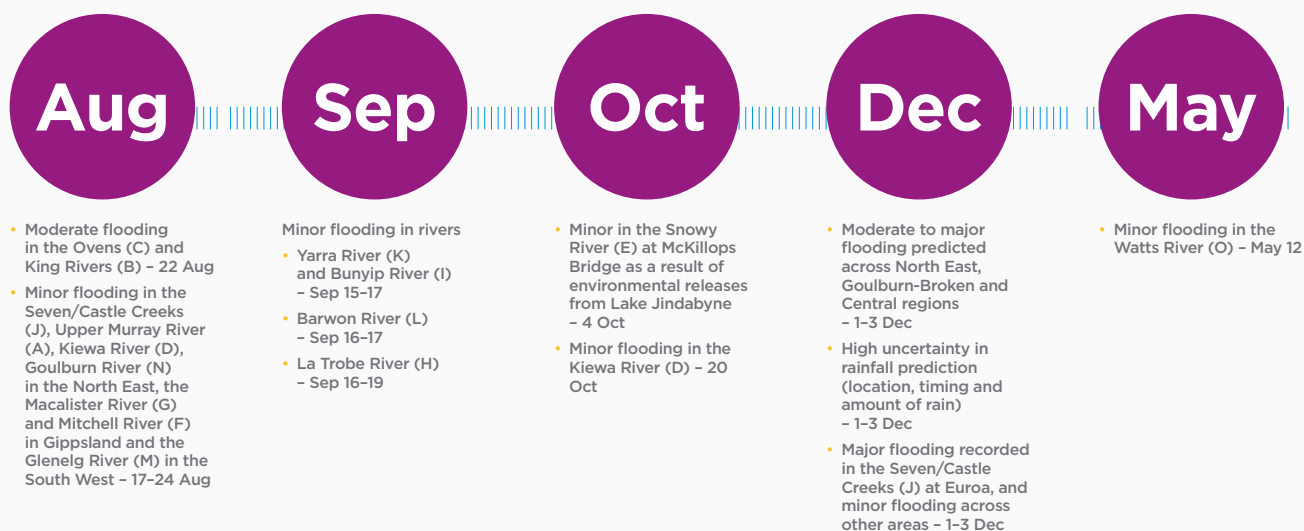 Aug
Sep
Oct
Dec
May
• Moderate flooding
in the Ovens (C) and
King Rivers (B) – 22 Aug
• Minor flooding in the
Seven/Castle Creeks
(J), Upper Murray River
(A), Kiewa River (D),
Goulburn River (N)
in the North East, the
Macalister River (G)
and Mitchell River (F)
in Gippsland and the
Glenelg River (M) in the
South West – 17–24 Aug
Minor flooding in rivers
• Yarra River (K)
and Bunyip River (I)
– Sep 15–17
• Barwon River (L)
– Sep 16–17
• La Trobe River (H)
– Sep 16–19
• Minor in the Snowy
River (E) at McKillops
Bridge as a result of
environmental releases
from Lake Jindabyne
– 4 Oct
• Minor flooding in the
Kiewa River (D) – 20
Oct
• Moderate to major
flooding predicted
across North East,
Goulburn-Broken and
Central regions
– 1–3 Dec
• High uncertainty in
rainfall prediction
(location, timing and
amount of rain)
– 1–3 Dec
• Major flooding recorded
in the Seven/Castle
Creeks (J) at Euroa, and
minor flooding across
other areas – 1–3 Dec
• Minor flooding in the
Watts River (O) – May 12